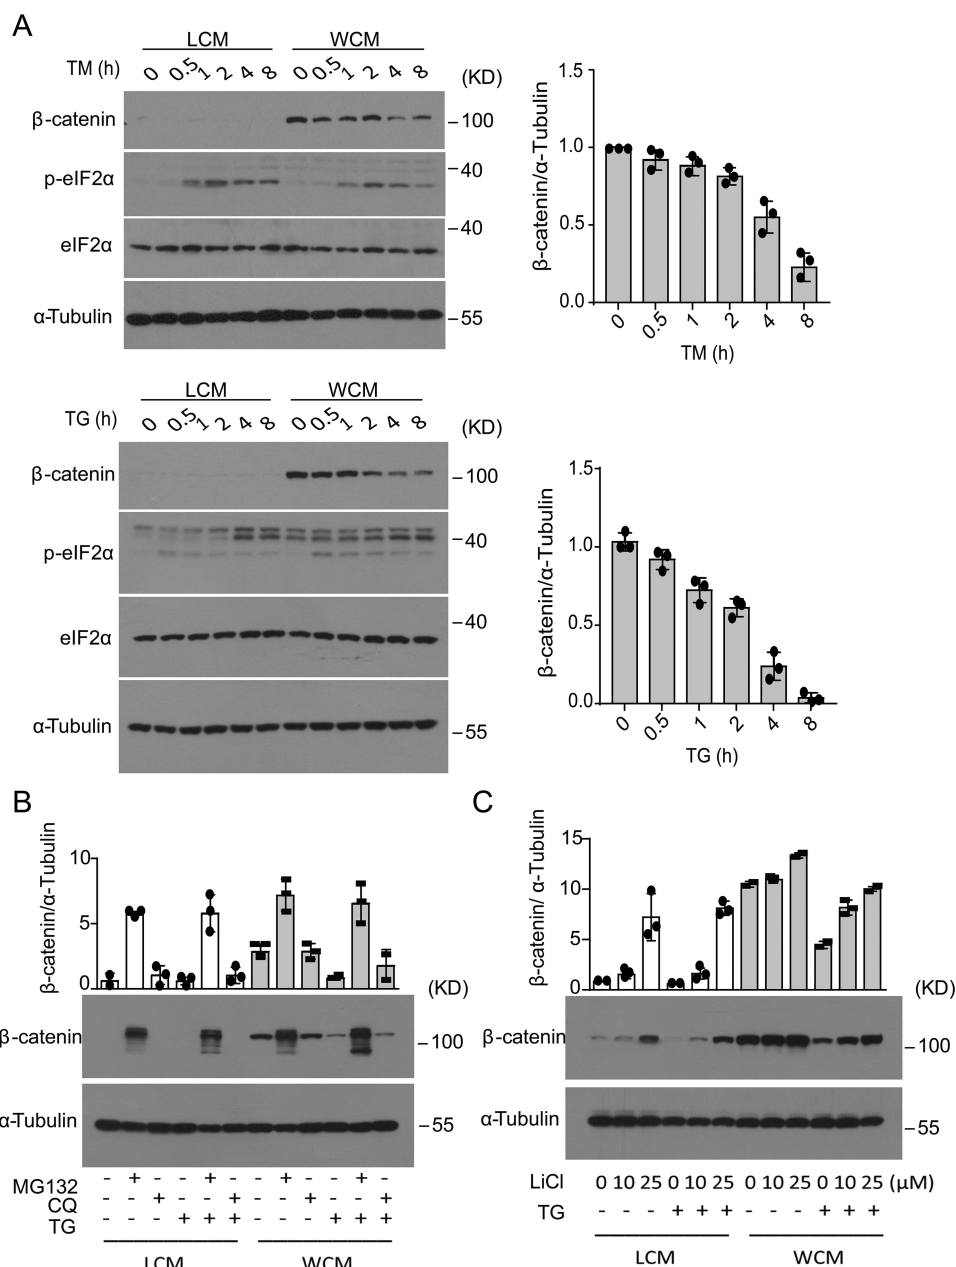 A
LCM WCM
TM (h) 0 0.5 1 2 4 8 0 0.5 1 2 4 8 (KD)
β-catenin 100
p-eIF2α 40
eIF2α 40
α-Tubulin 55
β-catenin/α-Tubulin
1.5
1.0
0.5
0.0
0 0.5 1 2 4 8
TM (h)
LCM WCM
TG (h) 0 0.5 1 2 4 8 0 0.5 1 2 4 8 (KD)
β-catenin 100
p-eIF2α 40
eIF2α 40
α-Tubulin 55
β-catenin/α-Tubulin
1.5
1.0
0.5
0.0
0 0.5 1 2 4 8
TG (h)
B
β-catenin/α-Tubulin
10
5
0
(KD)
β-catenin 100
α-Tubulin 55
MG132 - + - - + - - + - - + -
CQ - - + - - + - - + - - +
TG - - - + + + - - - + + +
LCM WCM
C
β-catenin/ α-Tubulin
15
10
5
0
(KD)
β-catenin 100
α-Tubulin 55
LiCl 0 10 25 0 10 25 0 10 25 0 10 25 (μM)
TG - - - + + + - - - + + +
LCM WCM